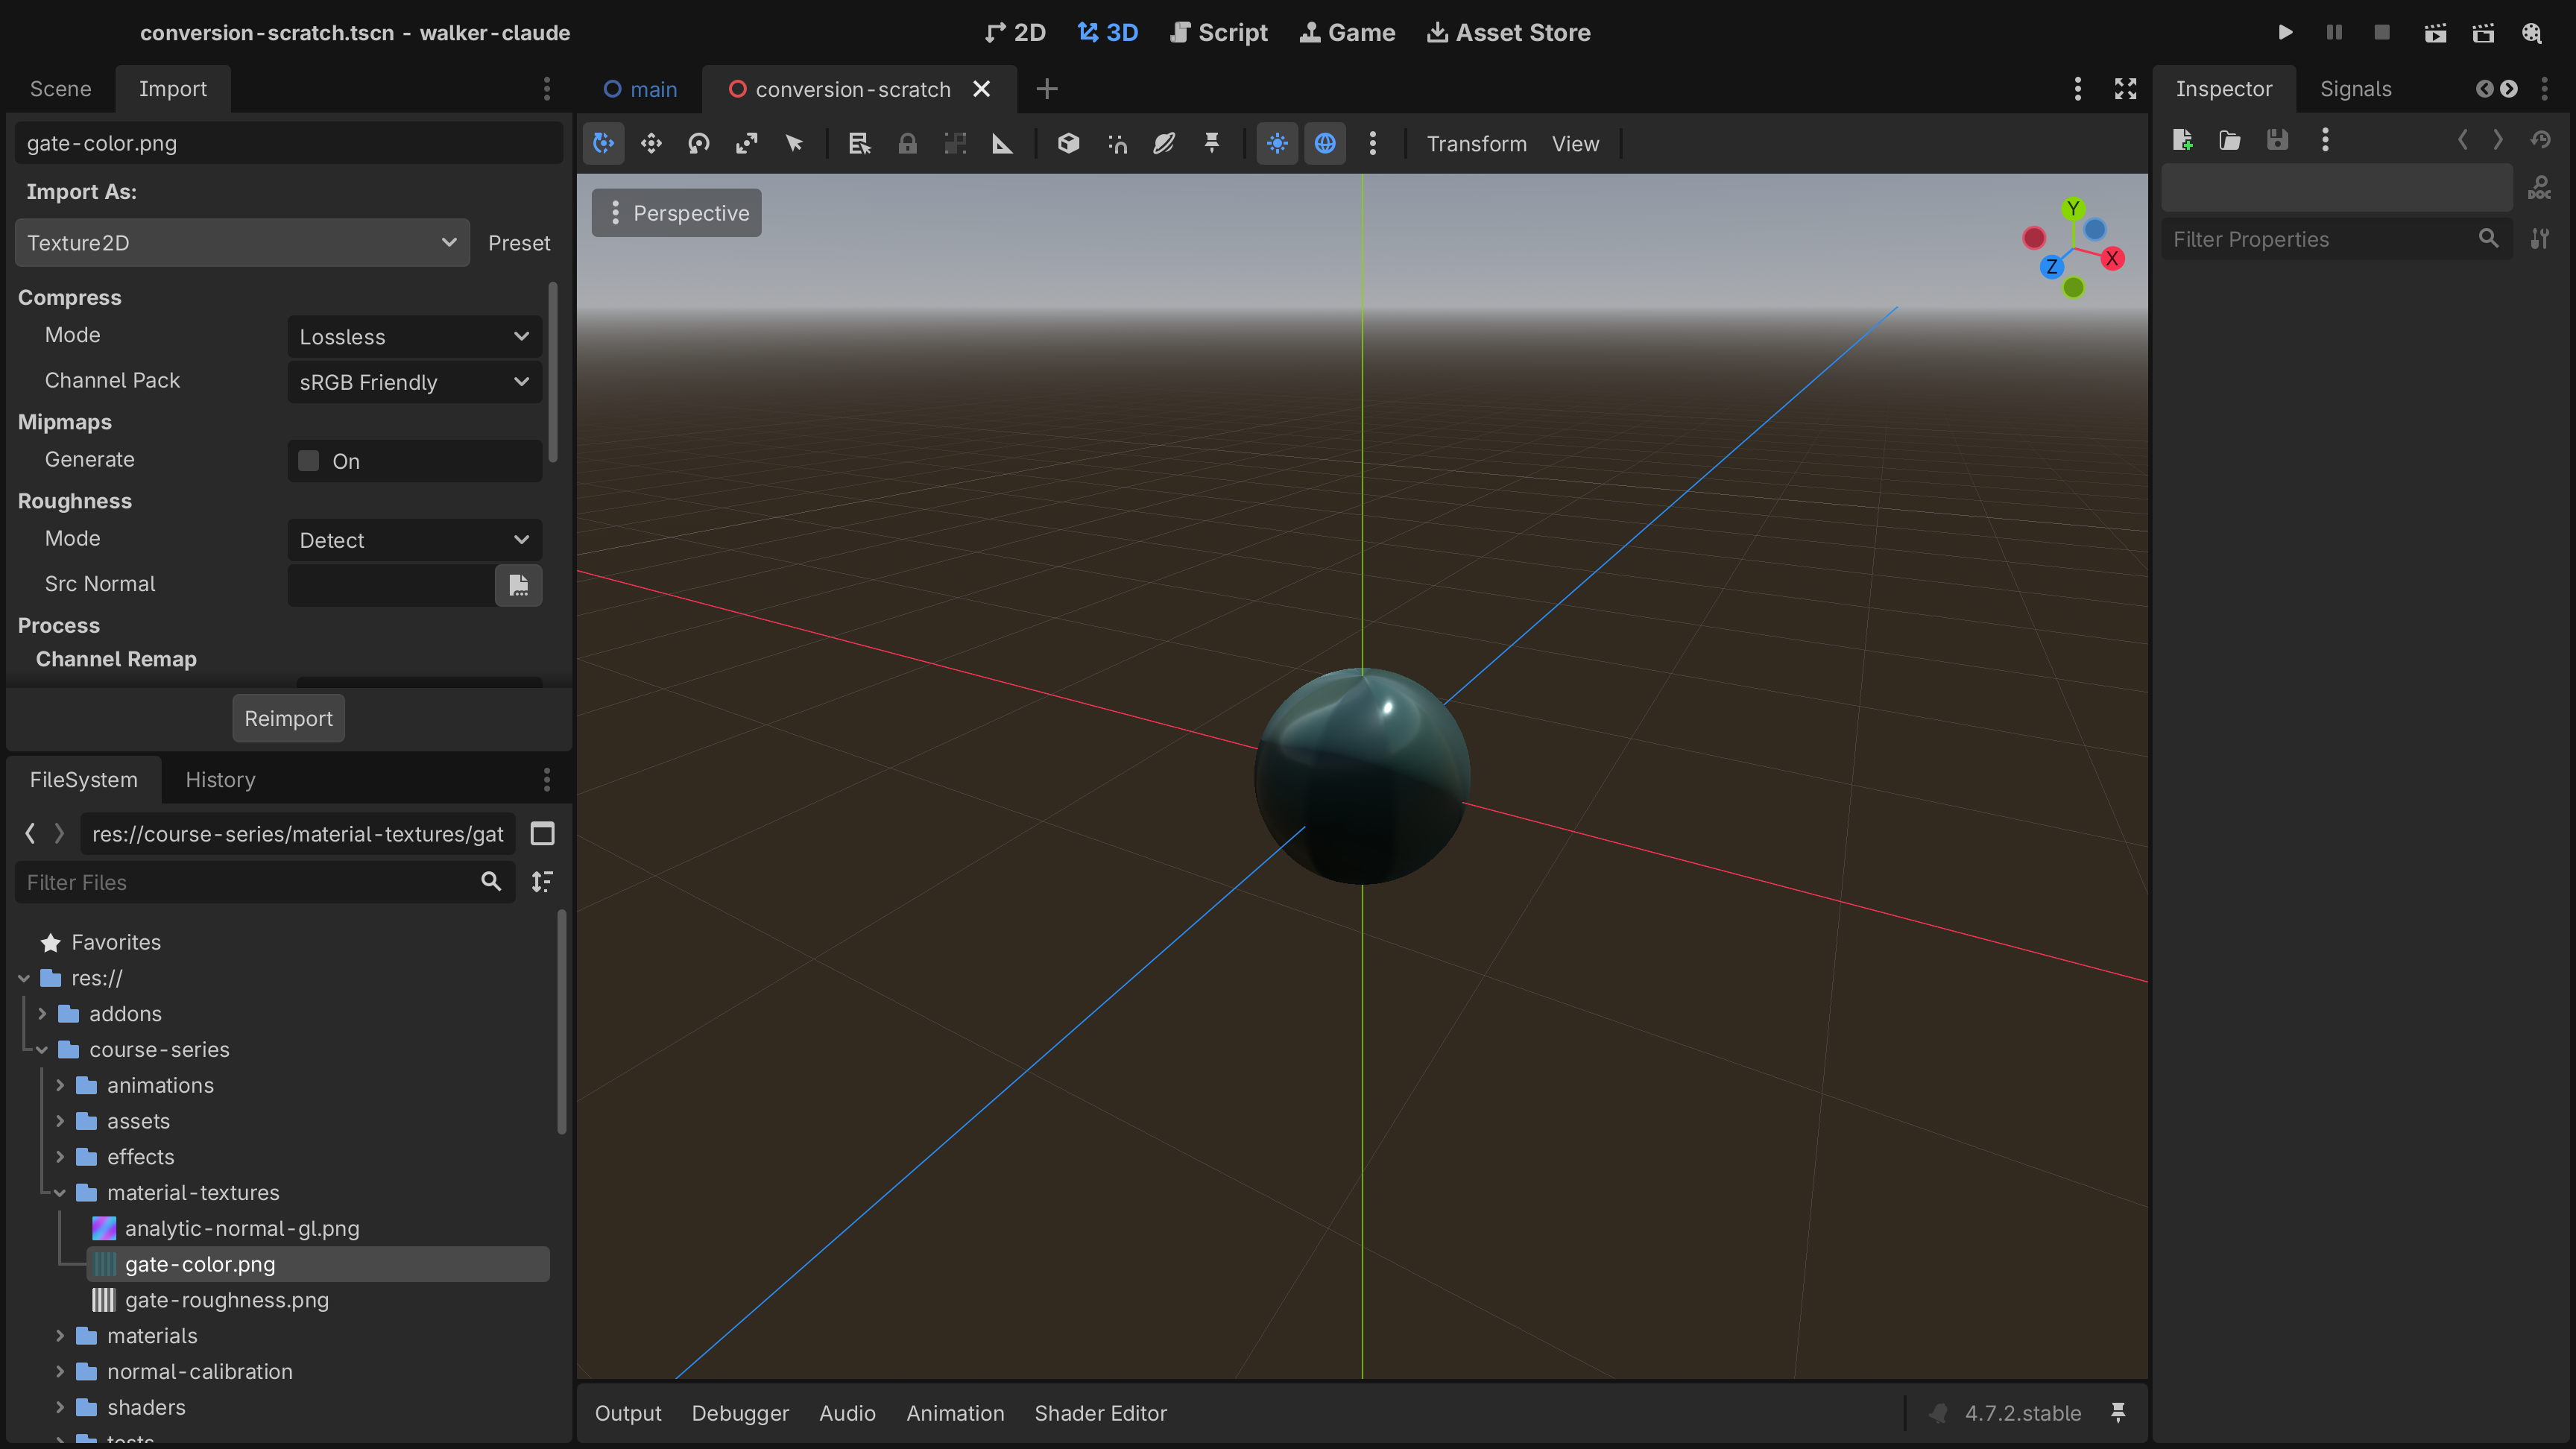 conversion-scratch.tscn - walker-claude
2D
3D
Script
Game
Asset Store
Scene
Import
gate-color.png
Import As:
Texture2D
Preset
Compress
Mode
Lossless
Channel Pack
sRGB Friendly
Mipmaps
Generate
On
Roughness
Mode
Detect
Src Normal
Process
Channel Remap
Reimport
FileSystem
History
res://course-series/material-textures/gat
Filter Files
Favorites
res://
addons
course-series
animations
assets
effects
material-textures
analytic-normal-gl.png
gate-color.png
gate-roughness.png
materials
normal-calibration
shaders
tests
main
conversion-scratch
Transform
View
Perspective
Y
X
Z
Output
Debugger
Audio
Animation
Shader Editor
4.7.2.stable
Inspector
Signals
DOC
Filter Properties